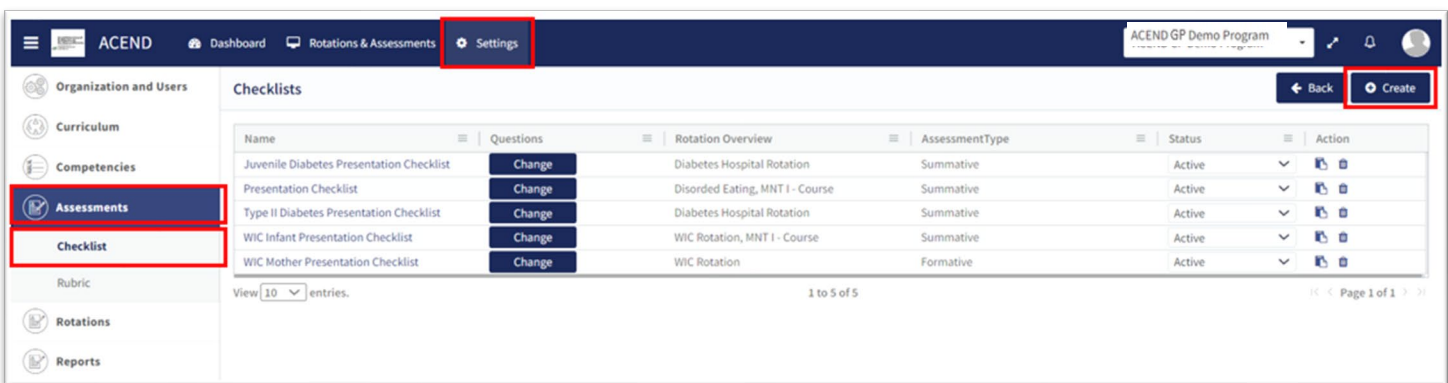 ACEND Dashboard Rotations & Assessments Settings ACEND GP Demo Program
Organization and Users
Checklists Back Create
Curriculum
Name Questions Rotation Overview AssessmentType Status Action
Juvenile Diabetes Presentation Checklist Change Diabetes Hospital Rotation Summative Active
Competencies
Presentation Checklist Change Disorded Eating, MNT I - Course Summative Active
Assessments
Type II Diabetes Presentation Checklist Change Diabetes Hospital Rotation Summative Active
WIC Infant Presentation Checklist Change WIC Rotation, MNT I - Course Summative Active
Checklist
WIC Mother Presentation Checklist Change WIC Rotation Formative Active
Rubric
View 10 entries. 1 to 5 of 5 Page 1 of 1
Rotations
Reports